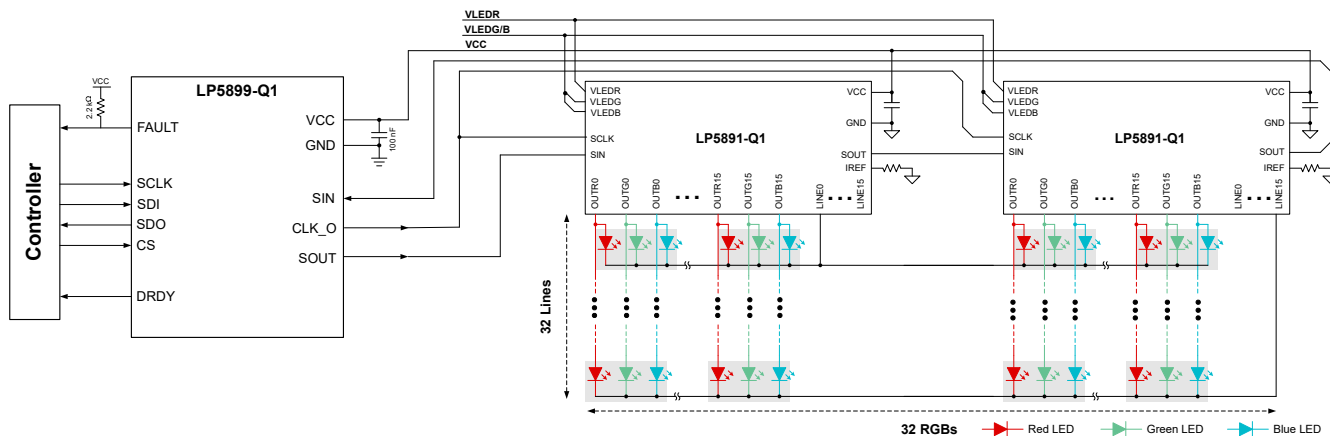 VLEDR
VLEDG/B
VCC
Controller
VCC
2.2 kΩ
LP5899-Q1
FAULT
SCLK
SDI
SDO
CS
DRDY
VCC
GND
SIN
CLK_O
SOUT
100 nF
VLEDR
VLEDG
VLEDB
SCLK
SIN
LP5891-Q1
VCC
GND
SOUT
IREF
OUTR0
OUTG0
OUTB0
OUTR15
OUTG15
OUTB15
LINE0
LINE15
VLEDR
VLEDG
VLEDB
SCLK
SIN
LP5891-Q1
VCC
GND
SOUT
IREF
OUTR0
OUTG0
OUTB0
OUTR15
OUTG15
OUTB15
LINE0
LINE15
32 Lines
32 RGBs
Red LED
Green LED
Blue LED